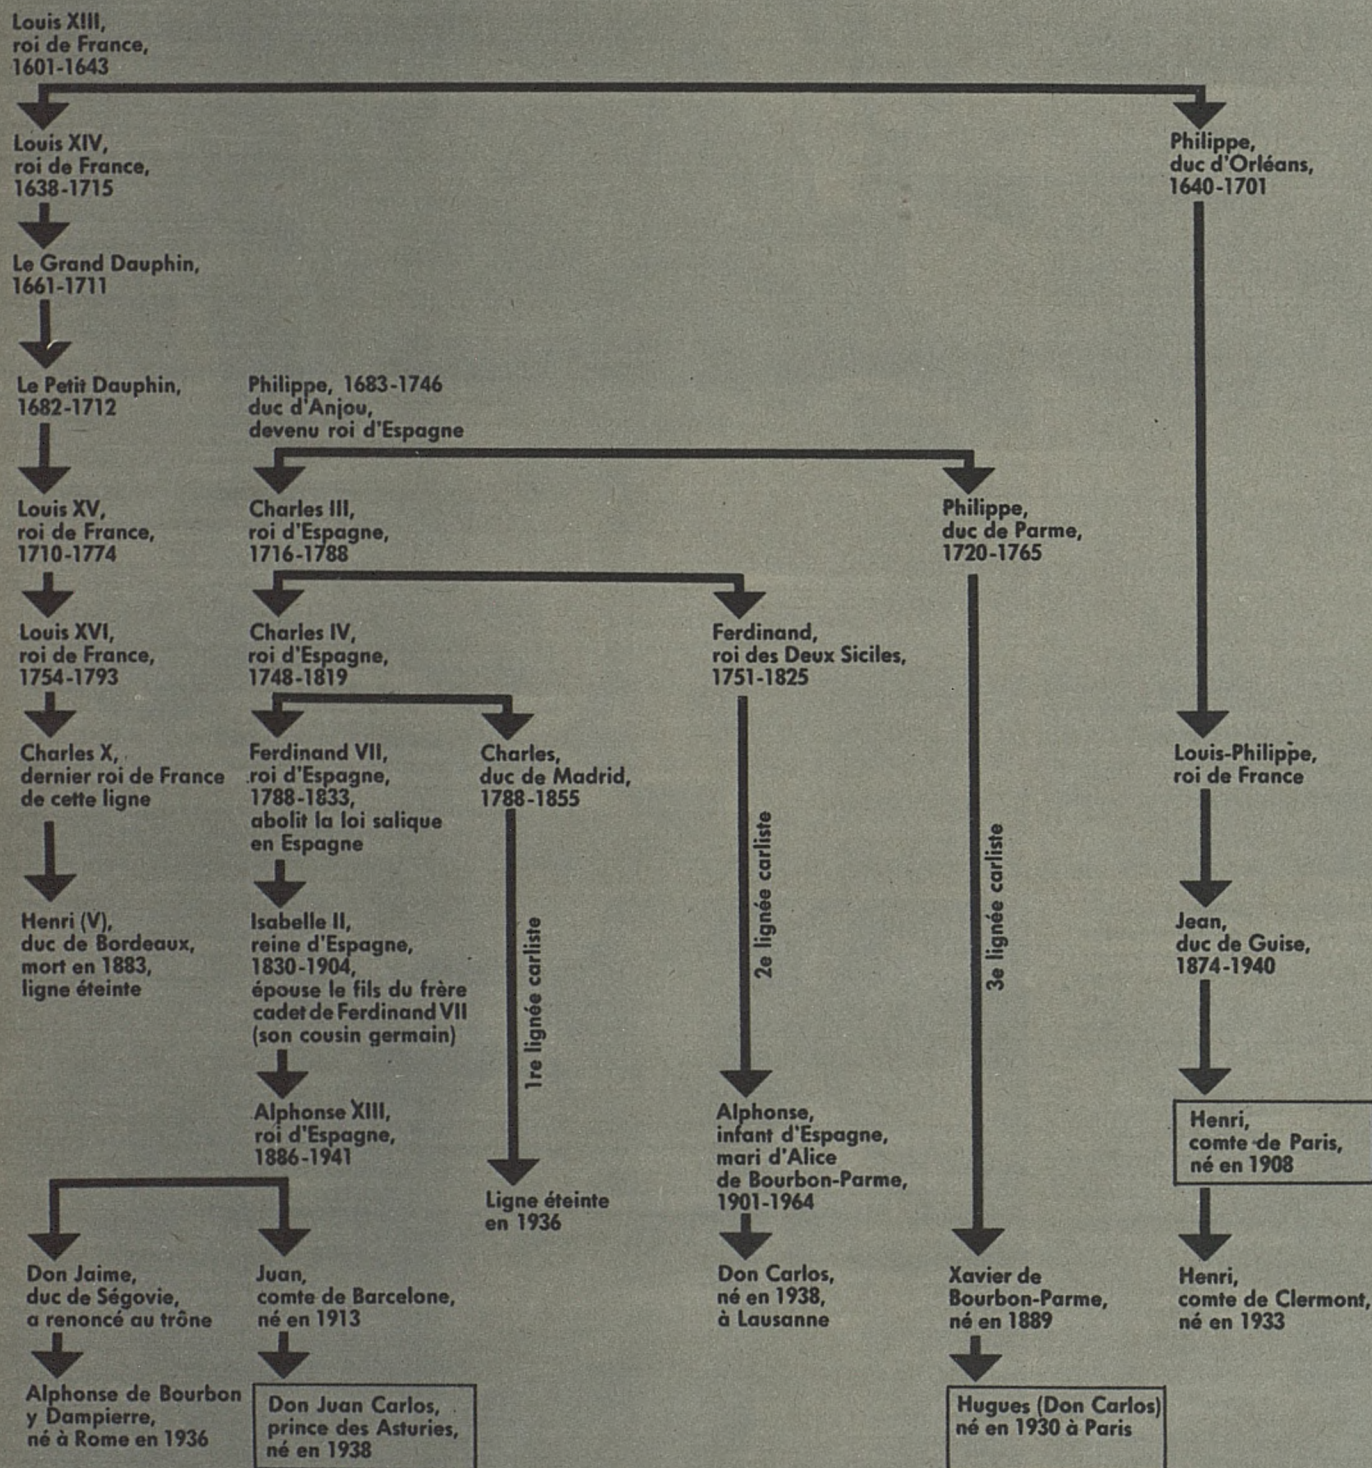 Louis XIII,
roi de France,
1601-1643
Louis XIV,
roi de France,
1638-1715
Philippe,
duc d'Orléans,
1640-1701
Le Grand Dauphin,
1661-1711
Le Petit Dauphin,
1682-1712
Philippe, 1683-1746
duc d'Anjou,
devenu roi d'Espagne
Louis XV,
roi de France,
1710-1774
Charles III,
roi d'Espagne,
1716-1788
Philippe,
duc de Parme,
1720-1765
Louis XVI,
roi de France,
1754-1793
Charles IV,
roi d'Espagne,
1748-1819
Ferdinand,
roi des Deux Siciles,
1751-1825
Charles X,
dernier roi de France
de cette ligne
Ferdinand VII,
roi d'Espagne,
1788-1833,
abolit la loi salique
en Espagne
Charles,
duc de Madrid,
1788-1855
Louis-Philippe,
roi de France
1re lignée carliste
2e lignée carliste
3e lignée carliste
Henri (V),
duc de Bordeaux,
mort en 1883,
ligne éteinte
Isabelle II,
reine d'Espagne,
1830-1904,
épouse le fils du frère
cadet de Ferdinand VII
(son cousin germain)
Jean,
duc de Guise,
1874-1940
Alphonse XIII,
roi d'Espagne,
1886-1941
Ligne éteinte
en 1936
Alphonse,
infant d'Espagne,
mari d'Alice
de Bourbon-Parme,
1901-1964
Henri,
comte de Paris,
né en 1908
Don Jaime,
duc de Ségovie,
a renoncé au trône
Juan,
comte de Barcelone,
né en 1913
Don Carlos,
né en 1938,
à Lausanne
Xavier de
Bourbon-Parme,
né en 1889
Henri,
comte de Clermont,
né en 1933
Alphonse de Bourbon
y Dampierre,
né à Rome en 1936
Don Juan Carlos,
prince des Asturies,
né en 1938
Hugues (Don Carlos)
né en 1930 à Paris